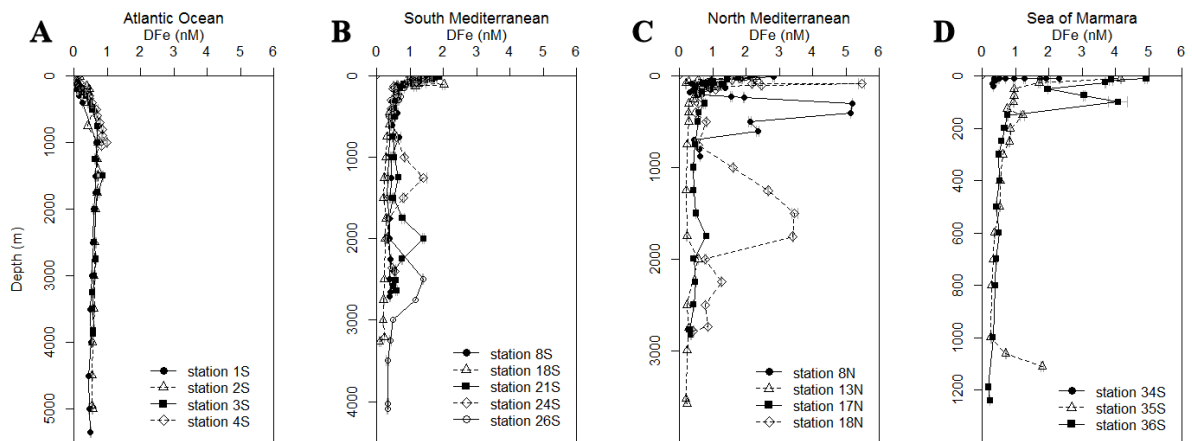 A
Atlantic Ocean
DFe (nM)
0 1 2 3 4 5 6
Depth (m)
0
1000
2000
3000
4000
5000
station 1S
station 2S
station 3S
station 4S
B
South Mediterranean
DFe (nM)
0 1 2 3 4 5 6
0
1000
2000
3000
4000
station 8S
station 18S
station 21S
station 24S
station 26S
C
North Mediterranean
DFe (nM)
0 1 2 3 4 5 6
0
1000
2000
3000
station 8N
station 13N
station 17N
station 18N
D
Sea of Marmara
DFe (nM)
0 1 2 3 4 5 6
0
200
400
600
800
1000
1200
station 34S
station 35S
station 36S